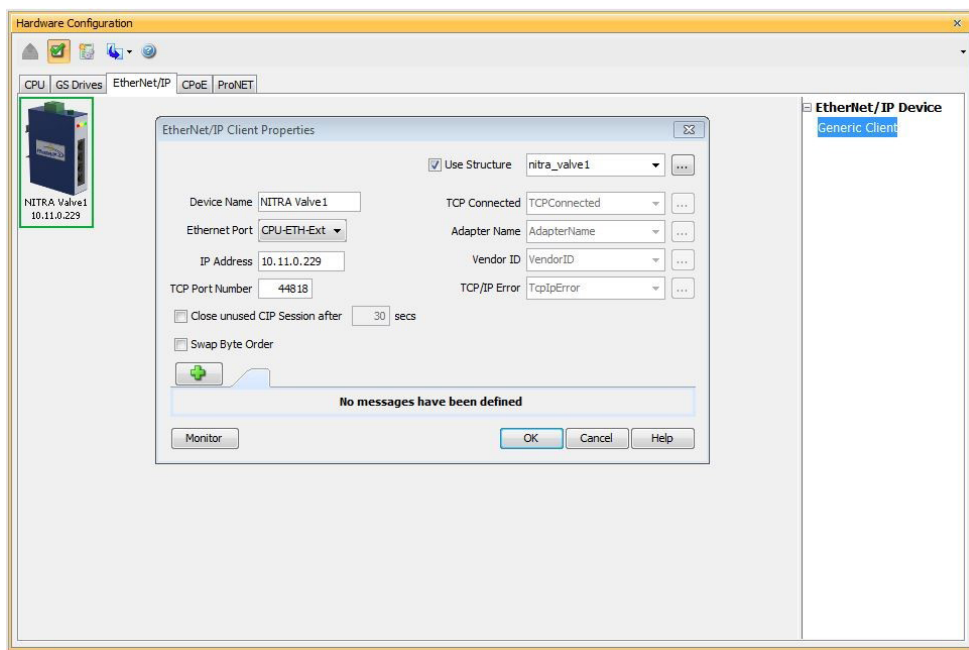 Hardware Configuration
CPU GS Drives EtherNet/IP CPoE ProNET
NITRA Valve1
10.11.0.229
EtherNet/IP Device
Generic Client
EtherNet/IP Client Properties
Use Structure nitra_valve1 ...
Device Name NITRA Valve1 TCP Connected TCPConnected ...
Ethernet Port CPU-ETH-Ext Adapter Name AdapterName ...
IP Address 10.11.0.229 Vendor ID VendorID ...
TCP Port Number 44818 TCP/IP Error TcpIpError ...
Close unused CIP Session after 30 secs
Swap Byte Order
No messages have been defined
Monitor OK Cancel Help